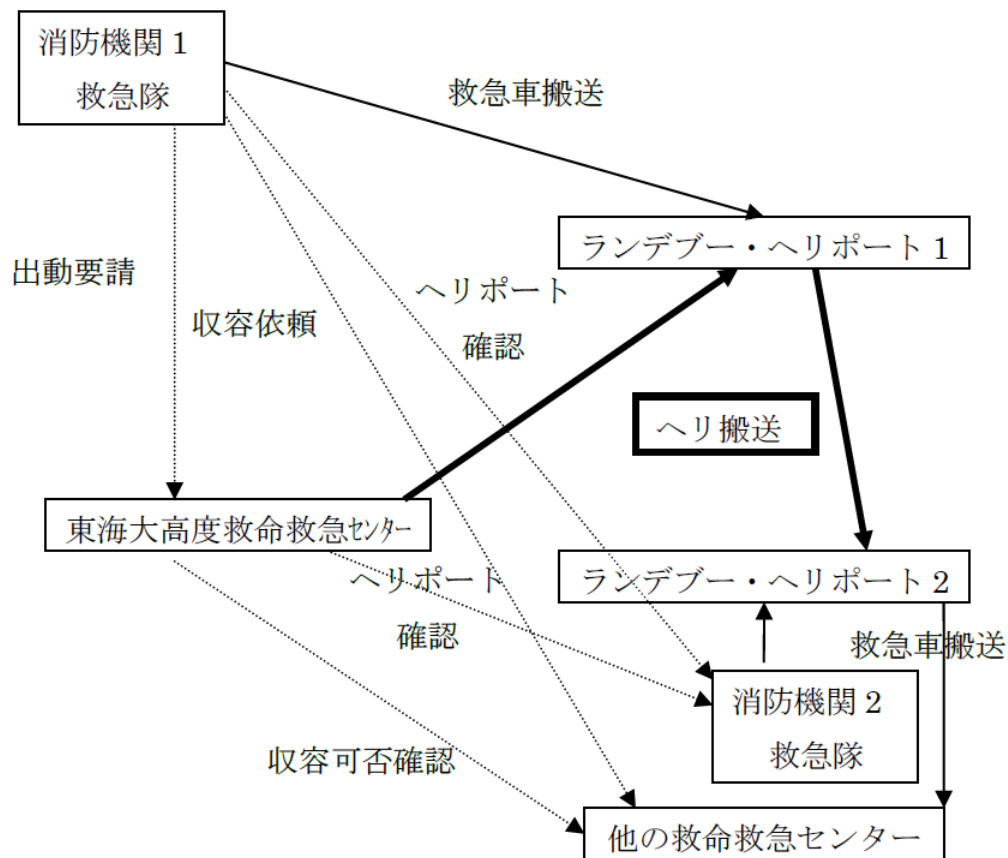 消防機関1
救急隊
救急車搬送
ランデブー・ヘリポート1
出動要請
ヘリポート
収容依頼
確認
ヘリ搬送
東海大高度救命救急センター
ヘリポート
ランデブー・ヘリポート2
確認
救急車搬送
消防機関2
救急隊
収容可否確認
他の救命救急センター